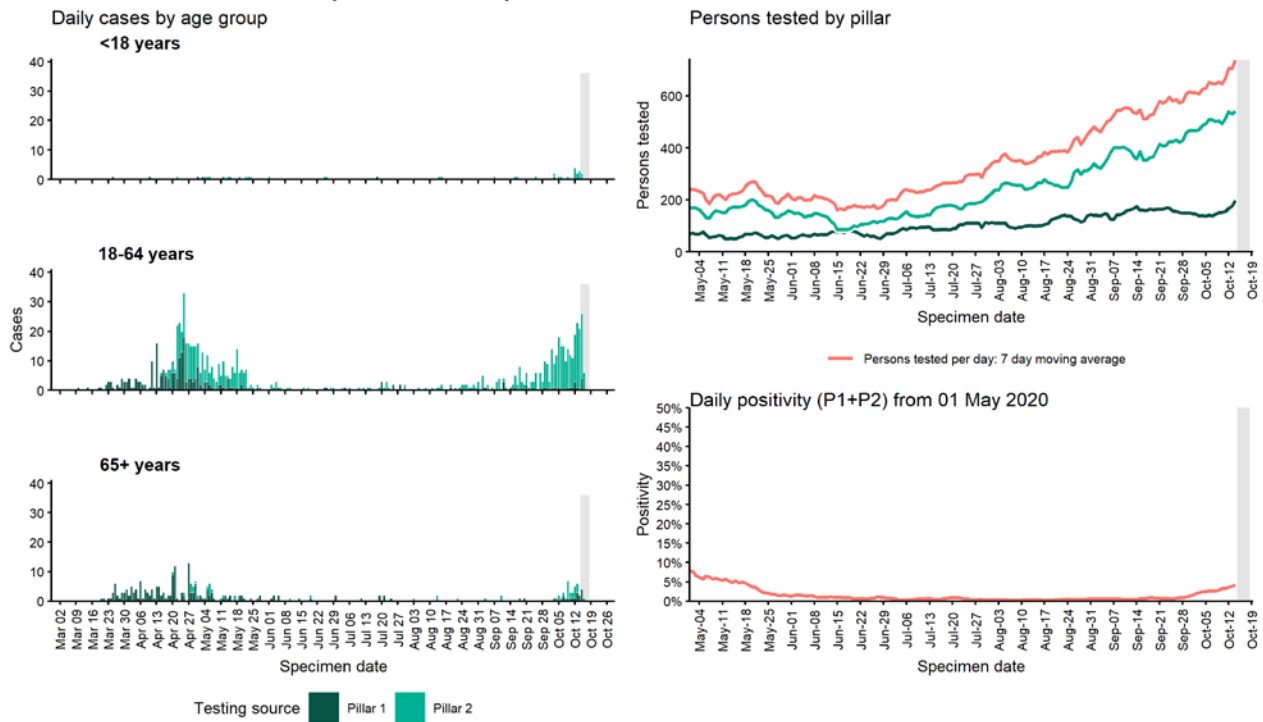 Daily cases by age group
<18 years
40
30
20
10
0
18-64 years
40
30
20
10
0
Cases
65+ years
40
30
20
10
0
Mar 02
Mar 09
Mar 16
Mar 23
Mar 30
Apr 06
Apr 13
Apr 20
Apr 27
May 04
May 11
May 18
May 25
Jun 01
Jun 08
Jun 15
Jun 22
Jun 29
Jul 06
Jul 13
Jul 20
Jul 27
Aug 03
Aug 10
Aug 17
Aug 24
Aug 31
Sep 07
Sep 14
Sep 21
Sep 28
Oct 05
Oct 12
Oct 19
Oct 26
Specimen date
Testing source
Pillar 1
Pillar 2
Persons tested by pillar
Persons tested
600
400
200
0
May-04
May-11
May-18
May-25
Jun-01
Jun-08
Jun-15
Jun-22
Jun-29
Jul-06
Jul-13
Jul-20
Jul-27
Aug-03
Aug-10
Aug-17
Aug-24
Aug-31
Sep-07
Sep-14
Sep-21
Sep-28
Oct-05
Oct-12
Oct-19
Specimen date
Persons tested per day: 7 day moving average
Daily positivity (P1+P2) from 01 May 2020
Positivity
50%
45%
40%
35%
30%
25%
20%
15%
10%
5%
0%
May-04
May-11
May-18
May-25
Jun-01
Jun-08
Jun-15
Jun-22
Jun-29
Jul-06
Jul-13
Jul-20
Jul-27
Aug-03
Aug-10
Aug-17
Aug-24
Aug-31
Sep-07
Sep-14
Sep-21
Sep-28
Oct-05
Oct-12
Oct-19
Specimen date